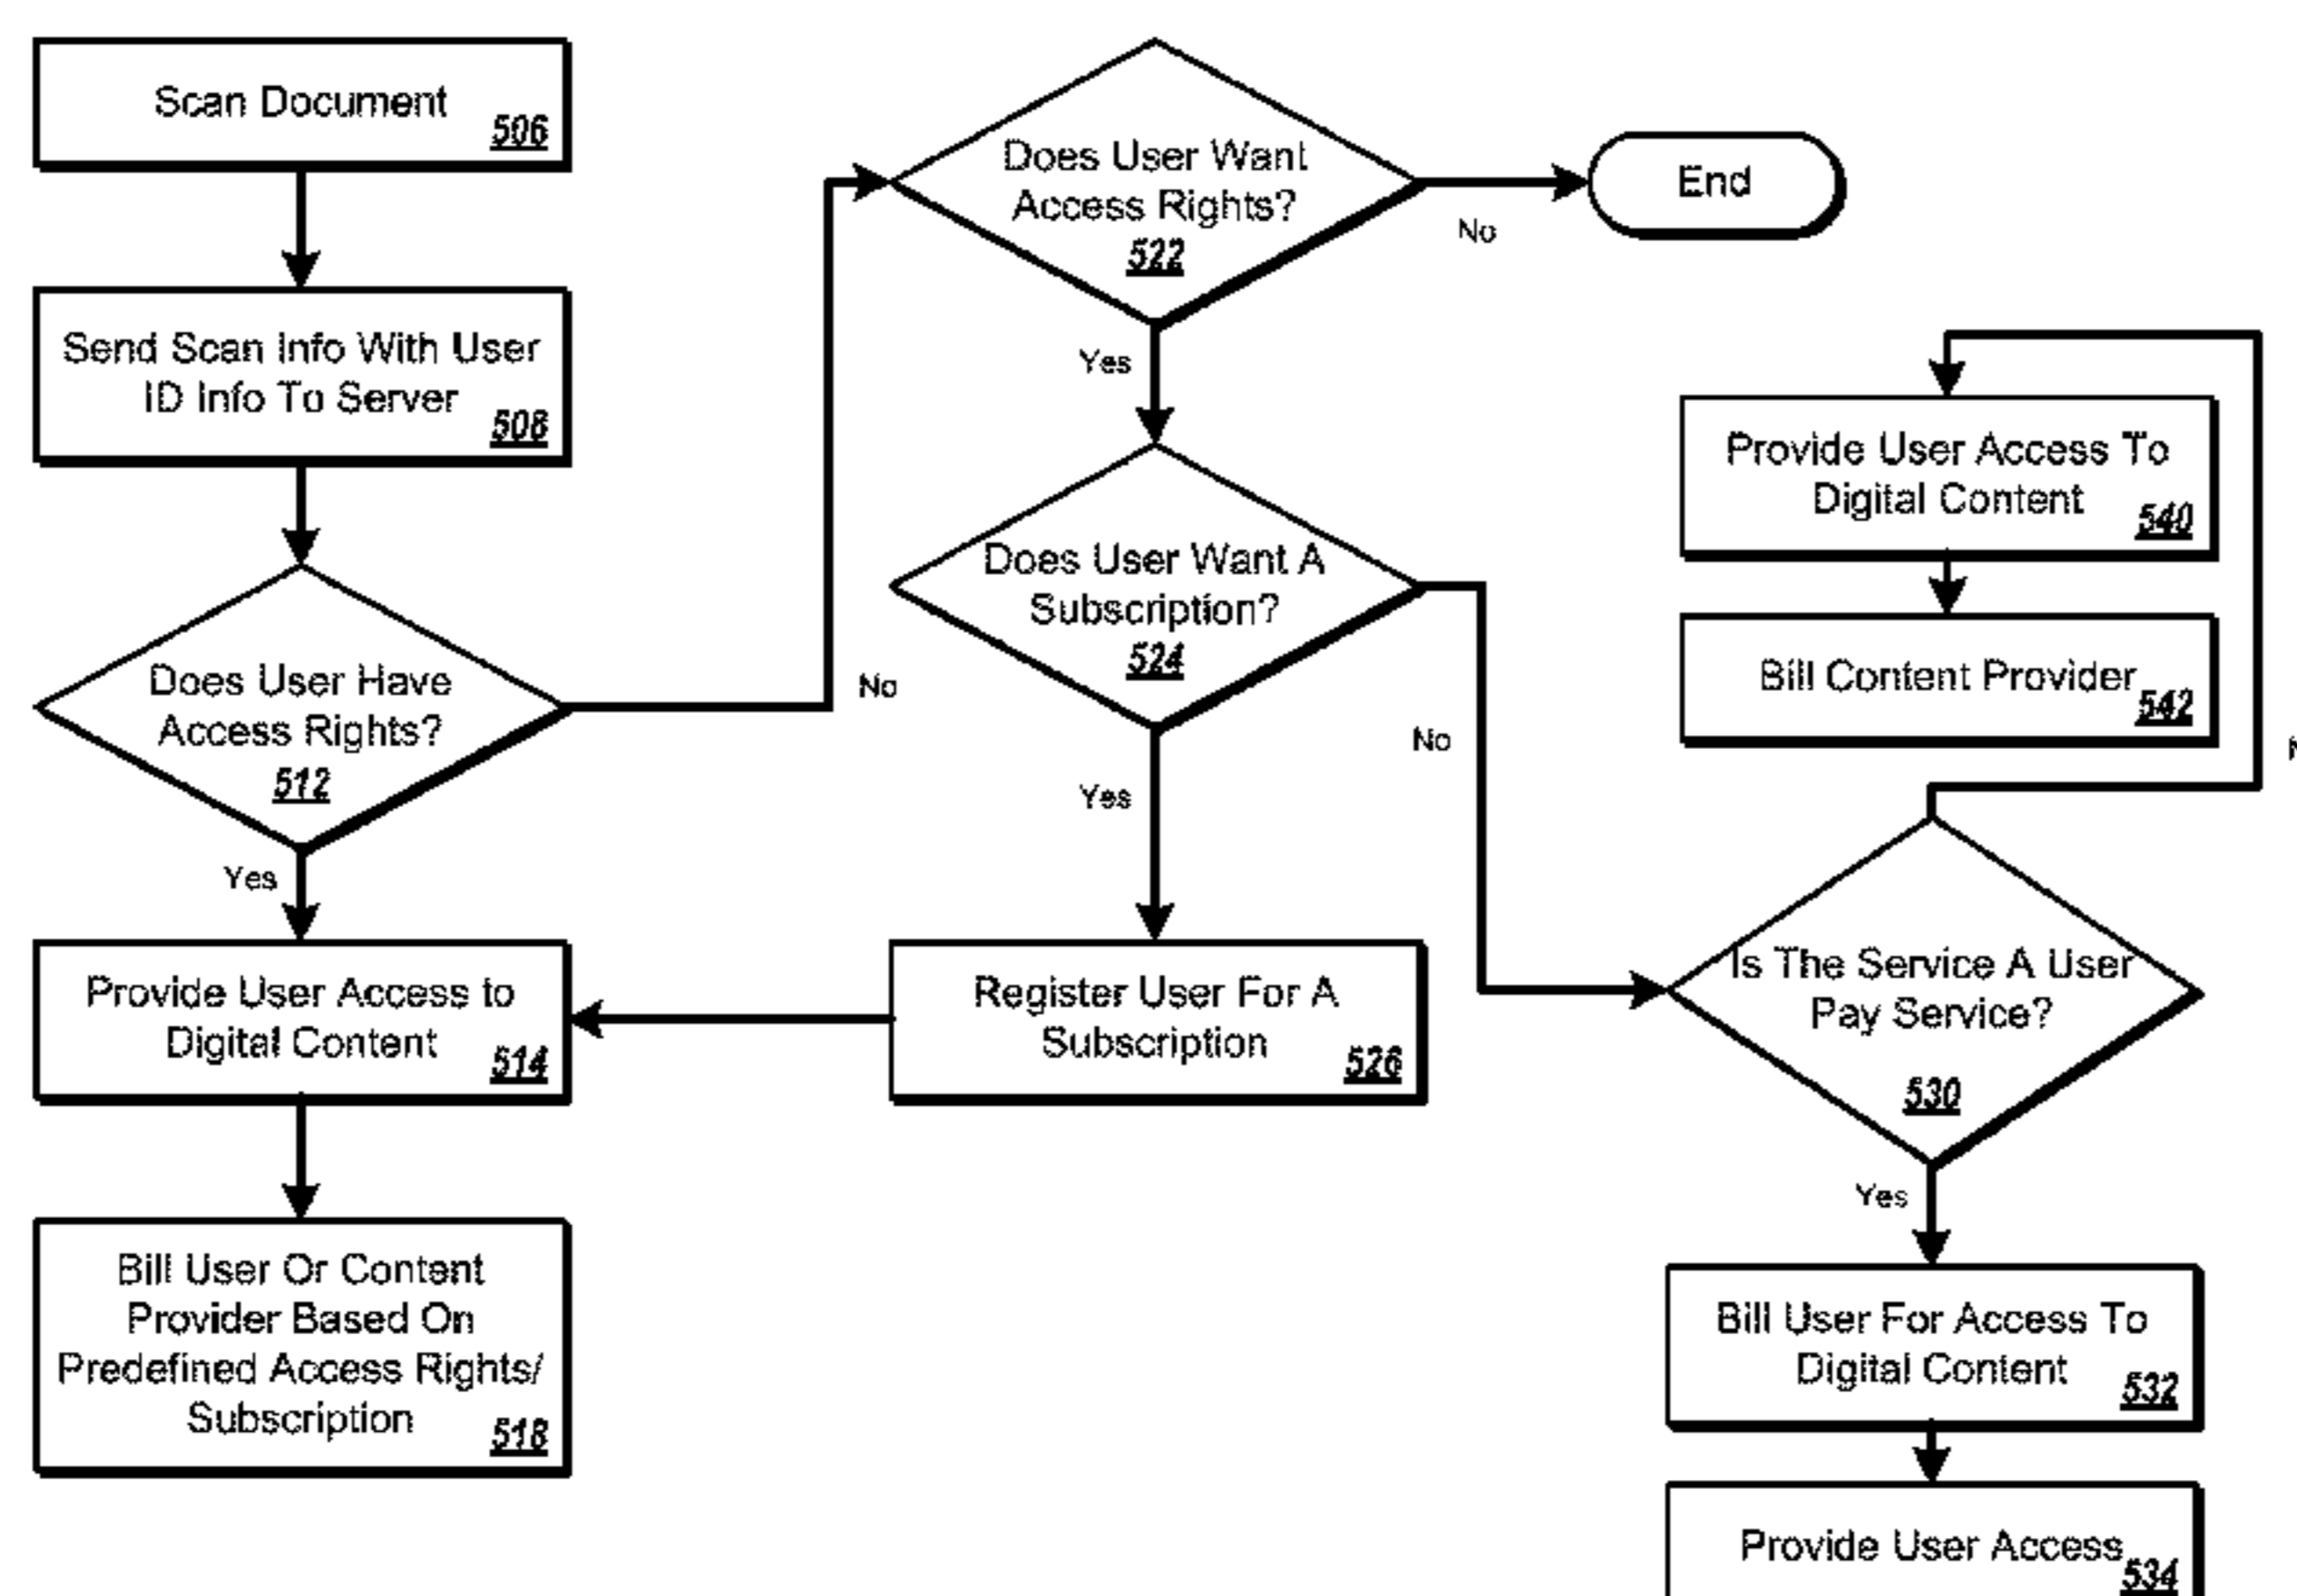 Scan Document
506
Send Scan Info With User
ID Info To Server
508
Does User Have
Access Rights?
512
No
Yes
Provide User Access to
Digital Content
514
Bill User Or Content
Provider Based On
Predefined Access Rights/
Subscription
518
Does User Want
Access Rights?
522
No
End
Yes
Does User Want A
Subscription?
524
No
Yes
Register User For A
Subscription
526
Provide User Access To
Digital Content
540
Bill Content Provider
542
Is The Service A User
Pay Service?
530
Yes
Bill User For Access To
Digital Content
532
Provide User Access
534